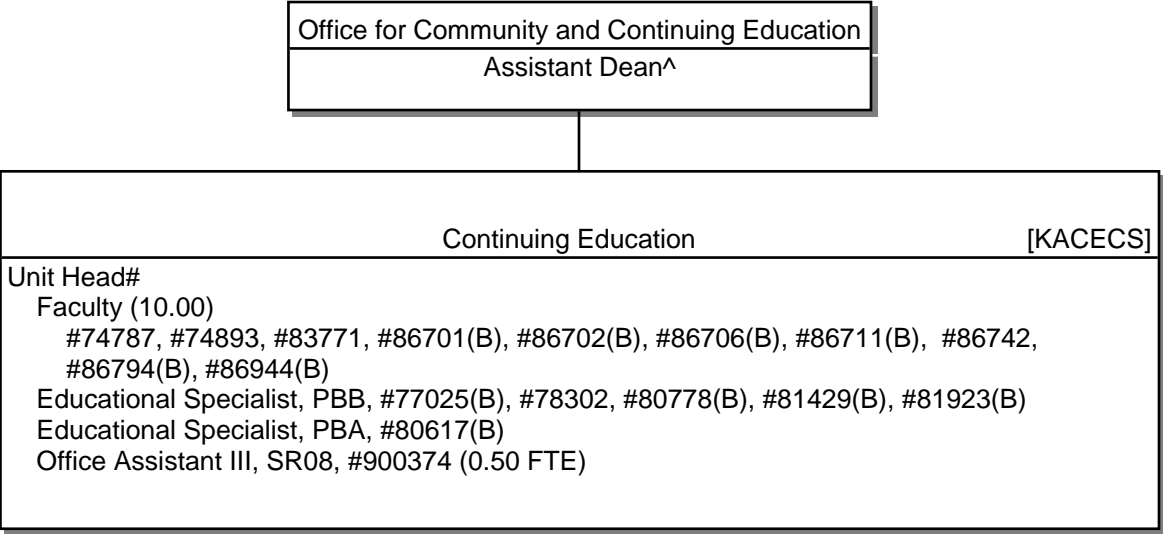 Office for Community and Continuing Education
Assistant Dean^
Continuing Education [KACECS]
Unit Head#
Faculty (10.00)
#74787, #74893, #83771, #86701(B), #86702(B), #86706(B), #86711(B), #86742,
#86794(B), #86944(B)
Educational Specialist, PBB, #77025(B), #78302, #80778(B), #81429(B), #81923(B)
Educational Specialist, PBA, #80617(B)
Office Assistant III, SR08, #900374 (0.50 FTE)